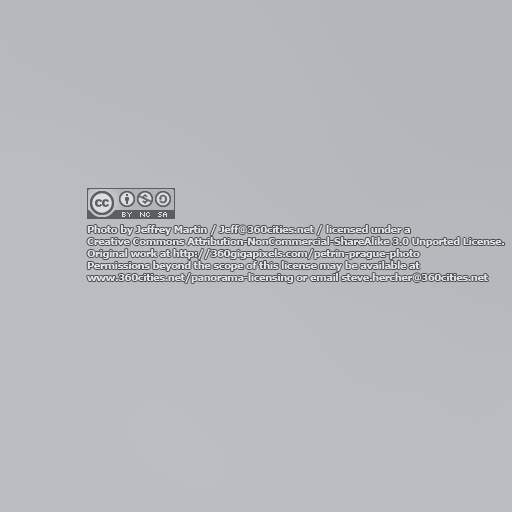 cc BY NC SA
Photo by Jeffrey Martin / Jeff@360cities.net / licensed under a
Creative Commons Attribution-NonCommercial-ShareAlike 3.0 Unported License.
Original work at http://360gigapixels.com/petrin-prague-photo
Permissions beyond the scope of this license may be available at
www.360cities.net/panorama-licensing or email steve.hercher@360cities.net